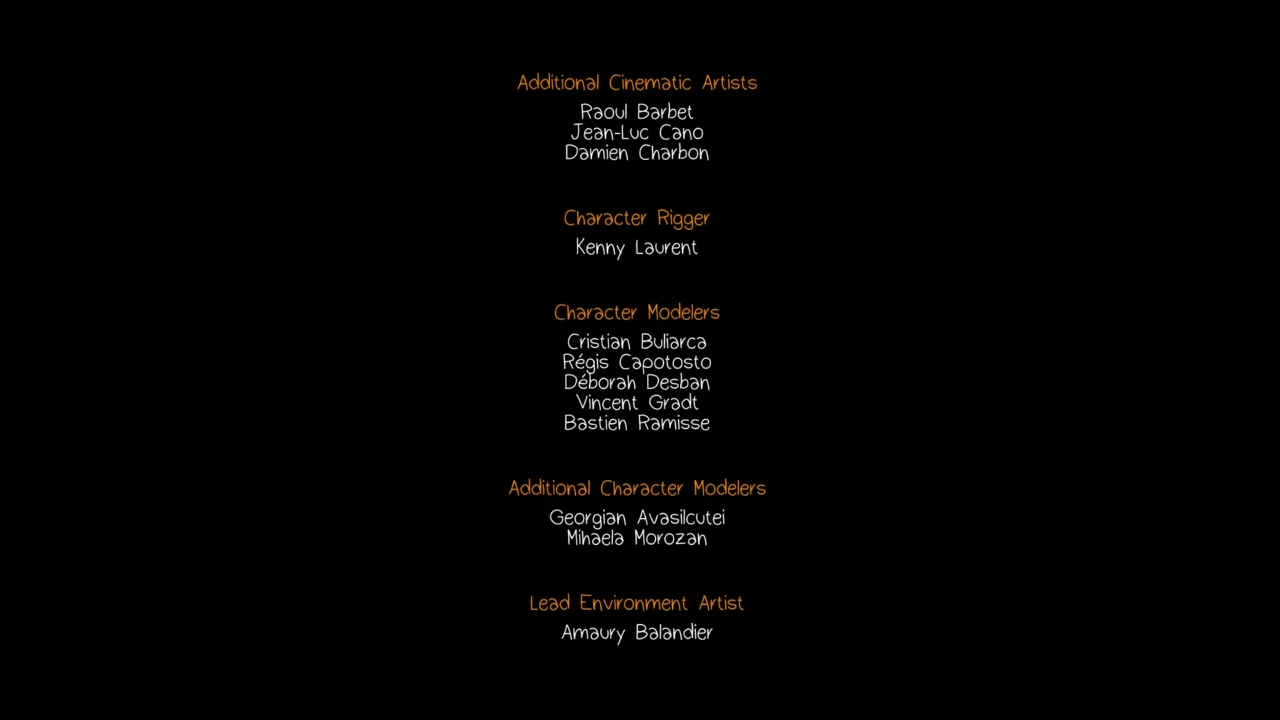 Additional Cinematic Artists
Raoul Barbet
Jean-Luc Cano
Damien Charbon
Character Rigger
Kenny Laurent
Character Modelers
Cristian Buliarca
Régis Capotosto
Déborah Desban
Vincent Gradt
Bastien Ramisse
Additional Character Modelers
Georgian Avasilcutei
Mihaela Morozan
Lead Environment Artist
Amaury Balandier